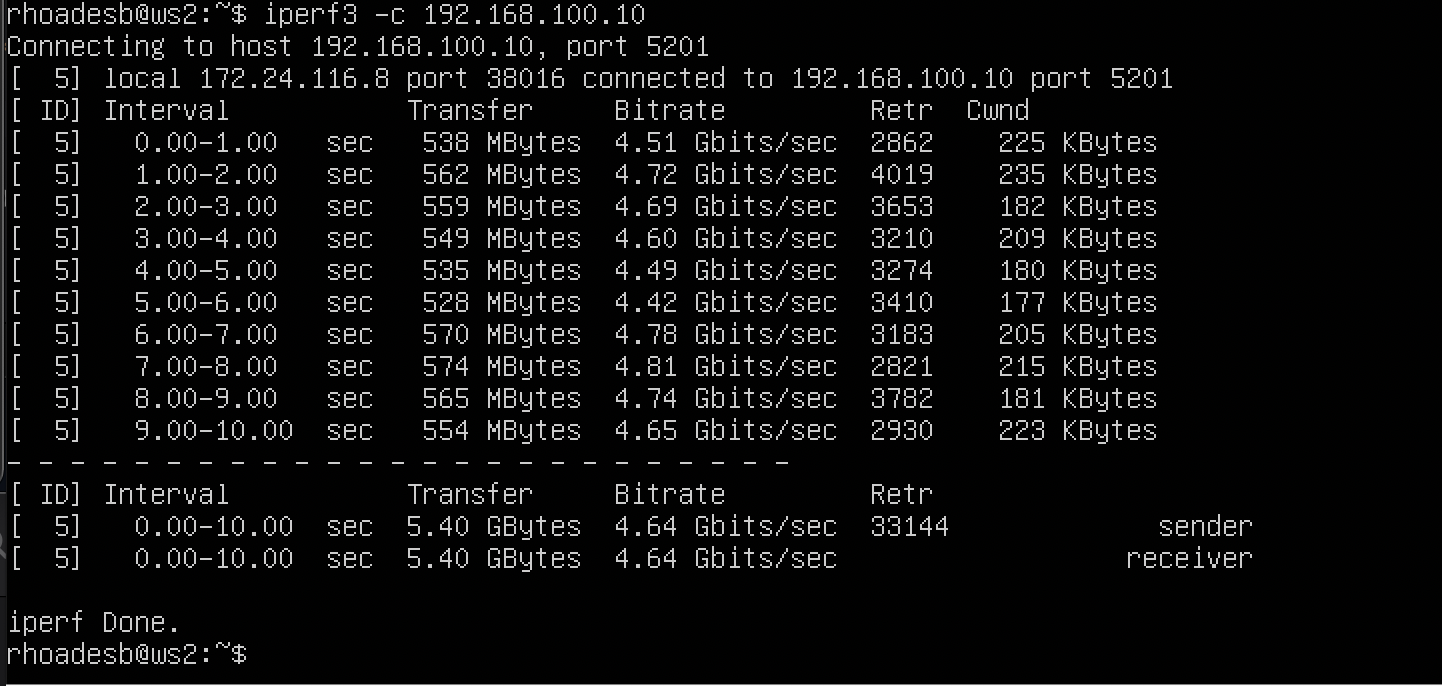 rhoadesb@ws2:~$ iperf3 -c 192.168.100.10
Connecting to host 192.168.100.10, port 5201
[  5] local 172.24.116.8 port 38016 connected to 192.168.100.10 port 5201
[ ID] Interval           Transfer     Bitrate         Retr  Cwnd
[  5]   0.00-1.00   sec   538 MBytes  4.51 Gbits/sec  2862    225 KBytes
[  5]   1.00-2.00   sec   562 MBytes  4.72 Gbits/sec  4019    235 KBytes
[  5]   2.00-3.00   sec   559 MBytes  4.69 Gbits/sec  3653    182 KBytes
[  5]   3.00-4.00   sec   549 MBytes  4.60 Gbits/sec  3210    209 KBytes
[  5]   4.00-5.00   sec   535 MBytes  4.49 Gbits/sec  3274    180 KBytes
[  5]   5.00-6.00   sec   528 MBytes  4.42 Gbits/sec  3410    177 KBytes
[  5]   6.00-7.00   sec   570 MBytes  4.78 Gbits/sec  3183    205 KBytes
[  5]   7.00-8.00   sec   574 MBytes  4.81 Gbits/sec  2821    215 KBytes
[  5]   8.00-9.00   sec   565 MBytes  4.74 Gbits/sec  3782    181 KBytes
[  5]   9.00-10.00  sec   554 MBytes  4.65 Gbits/sec  2930    223 KBytes
- - - - - - - - - - - - - - - - - - - - - - - - -
[ ID] Interval           Transfer     Bitrate         Retr
[  5]   0.00-10.00  sec  5.40 GBytes  4.64 Gbits/sec  33144             sender
[  5]   0.00-10.00  sec  5.40 GBytes  4.64 Gbits/sec                  receiver

iperf Done.
rhoadesb@ws2:~$